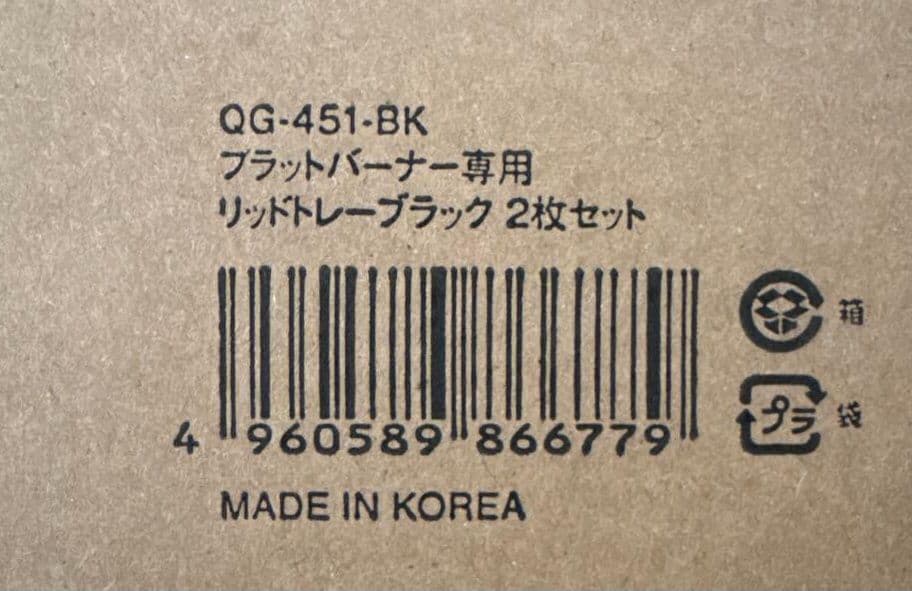 QG-451-BK
フラットバーナー専用
リッドトレーブラック 2枚セット
箱
4 960589 866779
プラ 袋
MADE IN KOREA